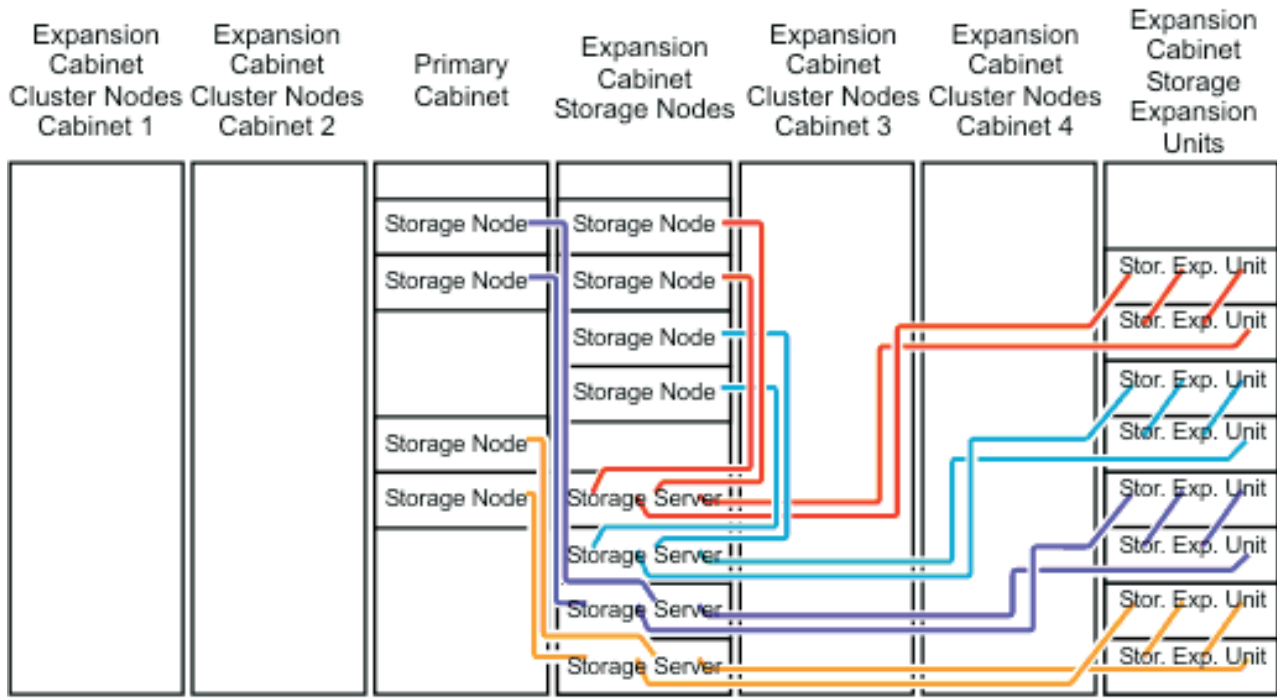 Expansion
Cabinet
Cluster Nodes
Cabinet 1
Expansion
Cabinet
Cluster Nodes
Cabinet 2
Primary
Cabinet
Expansion
Cabinet
Storage Nodes
Expansion
Cabinet
Cluster Nodes
Cabinet 3
Expansion
Cabinet
Cluster Nodes
Cabinet 4
Expansion
Cabinet
Storage
Expansion
Units
Storage Node
Storage Node
Storage Node
Storage Node
Storage Node
Storage Node
Storage Node
Storage Node
Storage Server
Storage Server
Storage Server
Storage Server
Stor. Exp. Unit
Stor. Exp. Unit
Stor. Exp. Unit
Stor. Exp. Unit
Stor. Exp. Unit
Stor. Exp. Unit
Stor. Exp. Unit
Stor. Exp. Unit